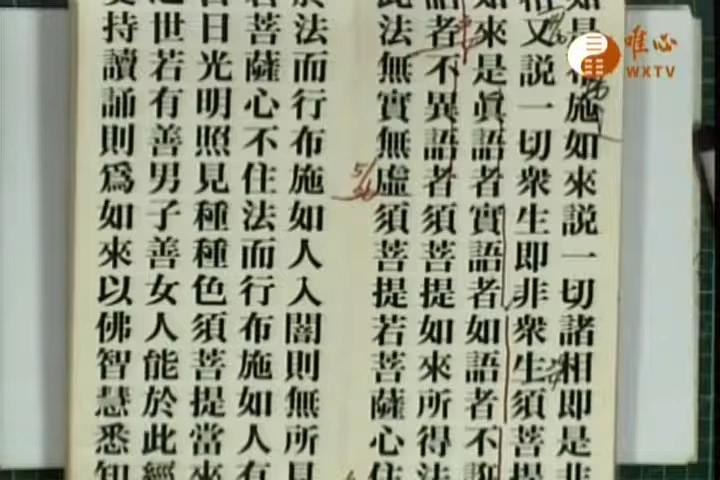 如是布施如來說一切諸相即是非
相又說一切衆生即非衆生須菩提
如來是眞語者實語者如語者不誑
語者不異語者須菩提如來所得法
此法無實無虛須菩提若菩薩心住
於法而行布施如人入闇則無所見
若菩薩心不住法而行布施如人有
目日光明照見種種色須菩提當來
之世若有善男子善女人能於此經
受持讀誦則爲如來以佛智慧悉知
唯心
WXTV